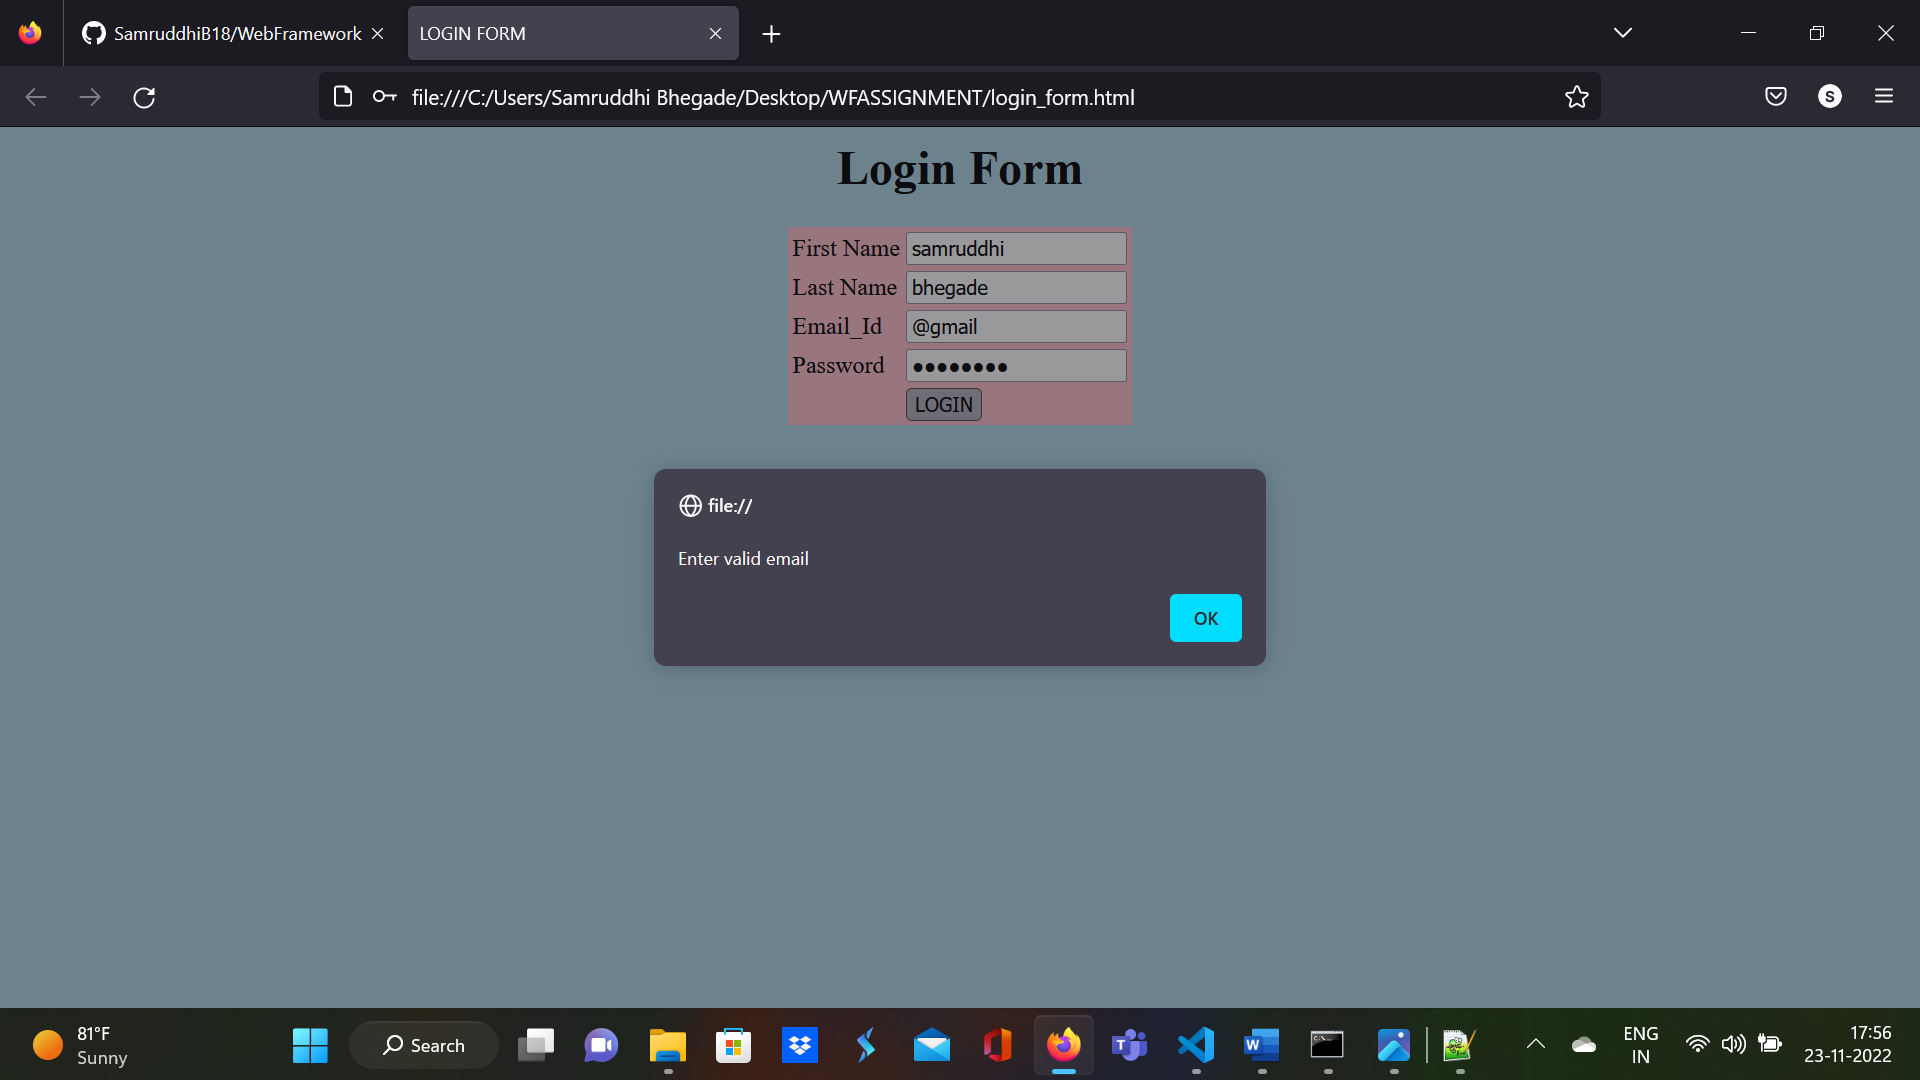 SamruddhiB18/WebFramework
LOGIN FORM
file:///C:/Users/Samruddhi Bhegade/Desktop/WFASSIGNMENT/login_form.html
S
Login Form
First Name samruddhi
Last Name bhegade
Email_Id @gmail
Password ●●●●●●●●
LOGIN
file://
Enter valid email
OK
81°F
Sunny
Search
ENG
IN
17:56
23-11-2022